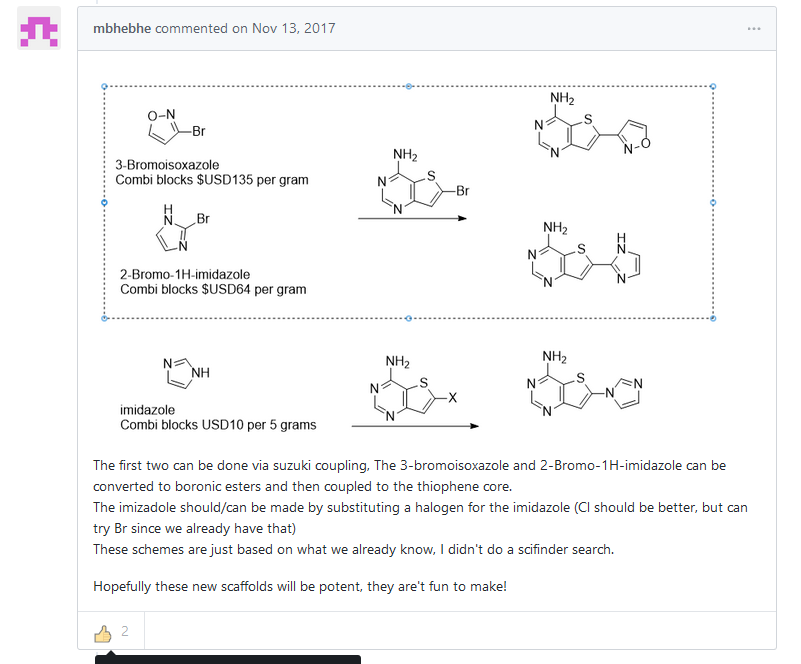 mbhebhe commented on Nov 13, 2017
O-N
Br
3-Bromoisoxazole
Combi blocks $USD135 per gram
H
N
Br
N
2-Bromo-1H-imidazole
Combi blocks $USD64 per gram
NH2
N
S
Br
N
NH2
N
S
N
N-O
NH2
N
S
H
N
N
N
N
NH
imidazole
Combi blocks USD10 per 5 grams
NH2
N
S
X
N
NH2
N
S
N
N
N
The first two can be done via suzuki coupling, The 3-bromoisoxazole and 2-Bromo-1H-imidazole can be
converted to boronic esters and then coupled to the thiophene core.
The imizadole should/can be made by substituting a halogen for the imidazole (Cl should be better, but can
try Br since we already have that)
These schemes are just based on what we already know, I didn't do a scifinder search.
Hopefully these new scaffolds will be potent, they are't fun to make!
2